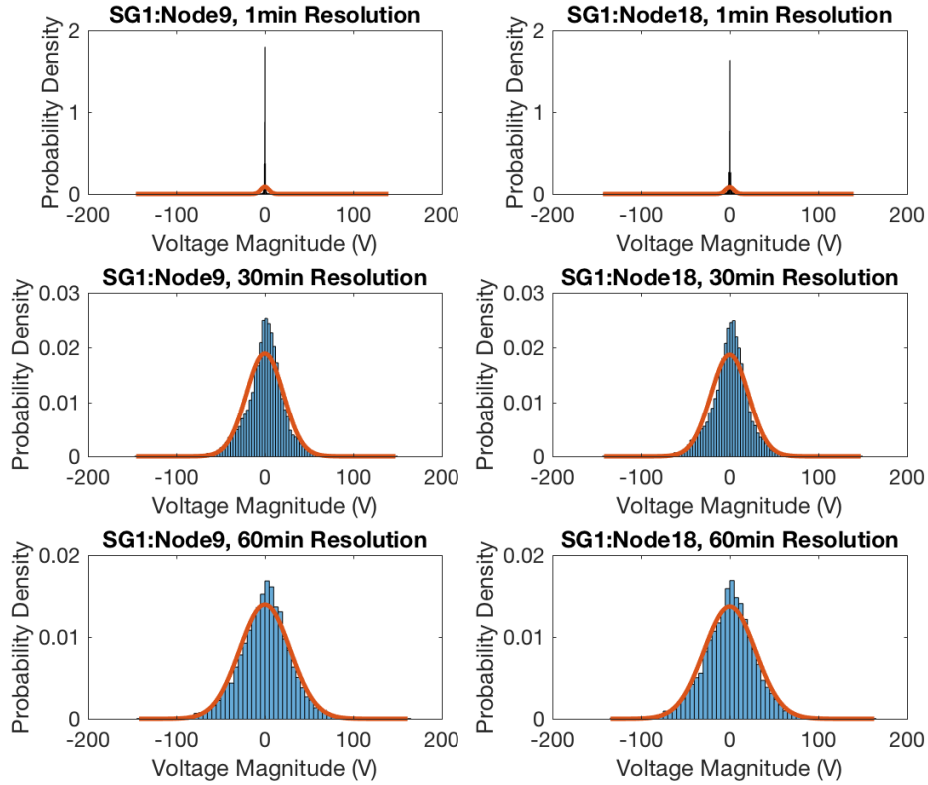 SG1:Node9, 1min Resolution
Probability Density
2
1
0
-200 -100 0 100 200
Voltage Magnitude (V)
SG1:Node18, 1min Resolution
Probability Density
2
1
0
-200 -100 0 100 200
Voltage Magnitude (V)
SG1:Node9, 30min Resolution
Probability Density
0.03
0.02
0.01
0
-200 -100 0 100 200
Voltage Magnitude (V)
SG1:Node18, 30min Resolution
Probability Density
0.03
0.02
0.01
0
-200 -100 0 100 200
Voltage Magnitude (V)
SG1:Node9, 60min Resolution
Probability Density
0.02
0.01
0
-200 -100 0 100 200
Voltage Magnitude (V)
SG1:Node18, 60min Resolution
Probability Density
0.02
0.01
0
-200 -100 0 100 200
Voltage Magnitude (V)